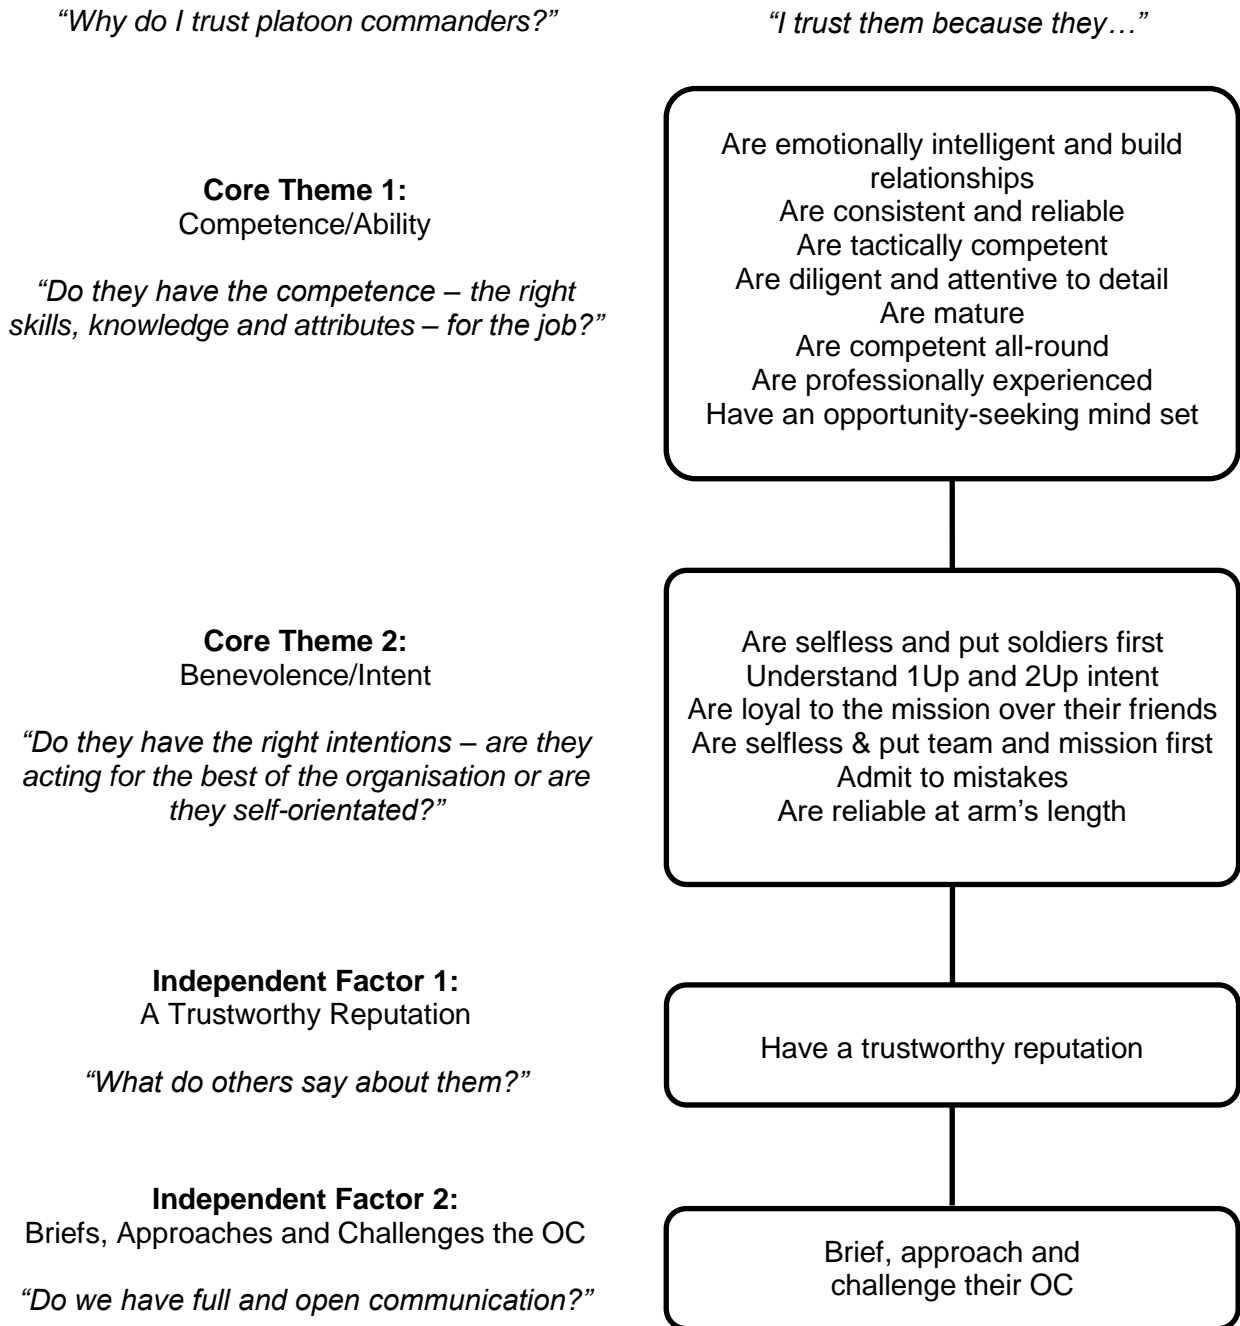 “Why do I trust platoon commanders?”
“I trust them because they…”
Core Theme 1:
Competence/Ability
“Do they have the competence – the right
skills, knowledge and attributes – for the job?”
Are emotionally intelligent and build
relationships
Are consistent and reliable
Are tactically competent
Are diligent and attentive to detail
Are mature
Are competent all-round
Are professionally experienced
Have an opportunity-seeking mind set
Core Theme 2:
Benevolence/Intent
“Do they have the right intentions – are they
acting for the best of the organisation or are
they self-orientated?”
Are selfless and put soldiers first
Understand 1Up and 2Up intent
Are loyal to the mission over their friends
Are selfless & put team and mission first
Admit to mistakes
Are reliable at arm’s length
Independent Factor 1:
A Trustworthy Reputation
“What do others say about them?”
Have a trustworthy reputation
Independent Factor 2:
Briefs, Approaches and Challenges the OC
“Do we have full and open communication?”
Brief, approach and
challenge their OC